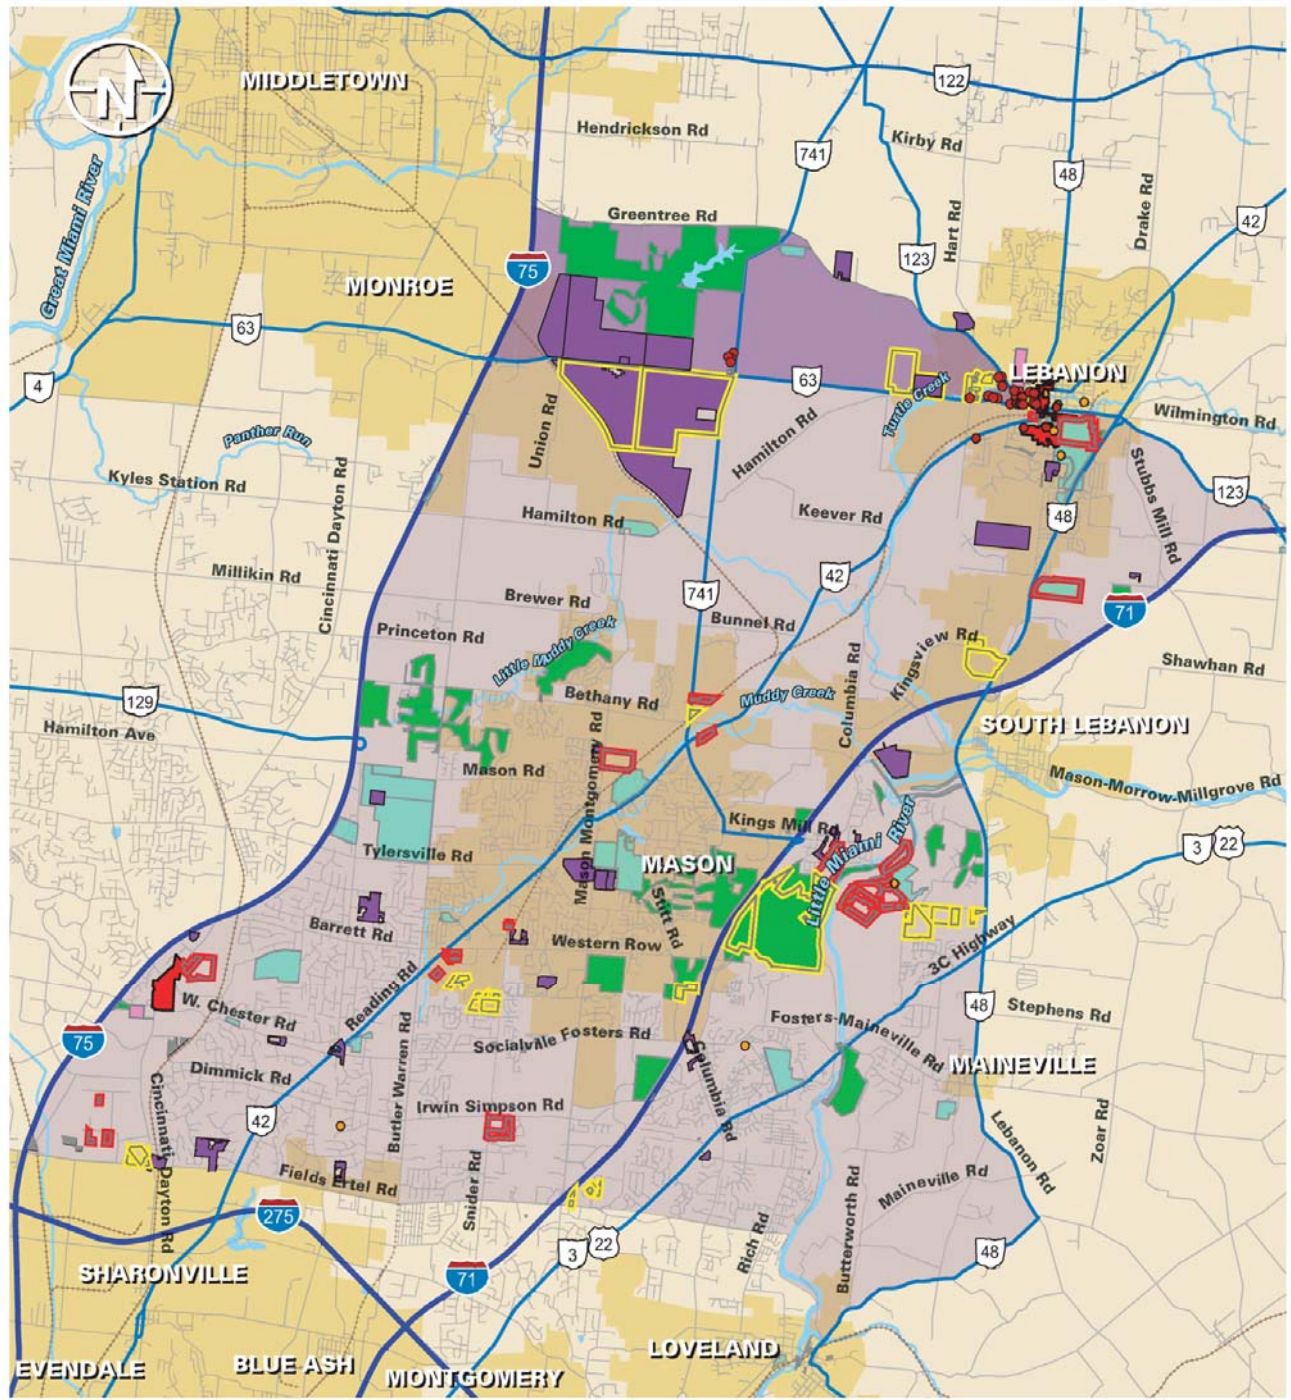 N
MIDDLETOWN
122
Hendrickson Rd
Kirby Rd
741
48
Great Miami River
Drake Rd
Hart Rd
Greentree Rd
42
123
75
MONROE
63
4
LEBANON
63
Turtle Creek
Wilmington Rd
Panther Run
Union Rd
Hamilton Rd
Kyles Station Rd
Cincinnati Dayton Rd
Stubbs Mill Rd
123
Hamilton Rd
Keever Rd
48
Millikin Rd
42
741
Brewer Rd
Bunnel Rd
71
Princeton Rd
Little Muddy Creek
Kingsview Rd
Shawhan Rd
Columbia Rd
Bethany Rd
Muddy Creek
129
Hamilton Ave
SOUTH LEBANON
Mason Montgomery Rd
Mason Rd
Mason-Morrow-Millgrove Rd
Kings Mill Rd
Little Miami River
3
22
Tylersville Rd
MASON
Stitt Rd
Barrett Rd
Western Row
3C Highway
W. Chester Rd
Reading Rd
48
Stephens Rd
75
Socialville Fosters Rd
Fosters-Maineville Rd
Butler Warren Rd
Columbia Rd
MAINEVILLE
Dimmick Rd
Irwin Simpson Rd
42
Cincinnati Dayton Rd
Lebanon Rd
Zoar Rd
Fields Ertel Rd
Snider Rd
Maineville Rd
Butterworth Rd
Rich Rd
275
3
22
48
SHARONVILLE
71
LOVELAND
EVENDALE
BLUE ASH
MONTGOMERY